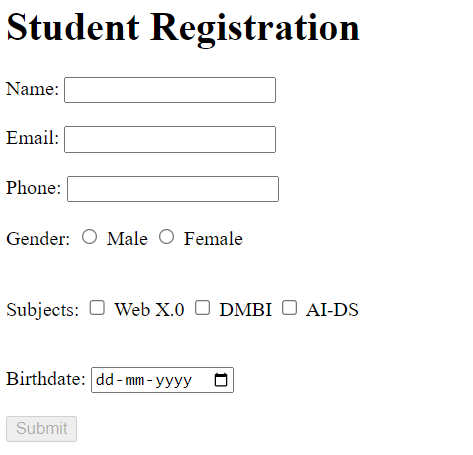 Student Registration
Name:
Email:
Phone:
Gender: Male Female
Subjects: Web X.0 DMBI AI-DS
Birthdate: dd-mm-yyyy
Submit